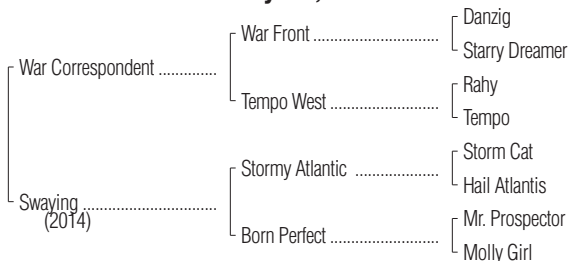 Danzig
War Front ................................
Starry Dreamer
War Correspondent ..............
Rahy
Tempo West ............................
Tempo
Storm Cat
Stormy Atlantic .....................
Hail Atlantis
Swaying ...................................
(2014)
Mr. Prospector
Born Perfect ............................
Molly Girl